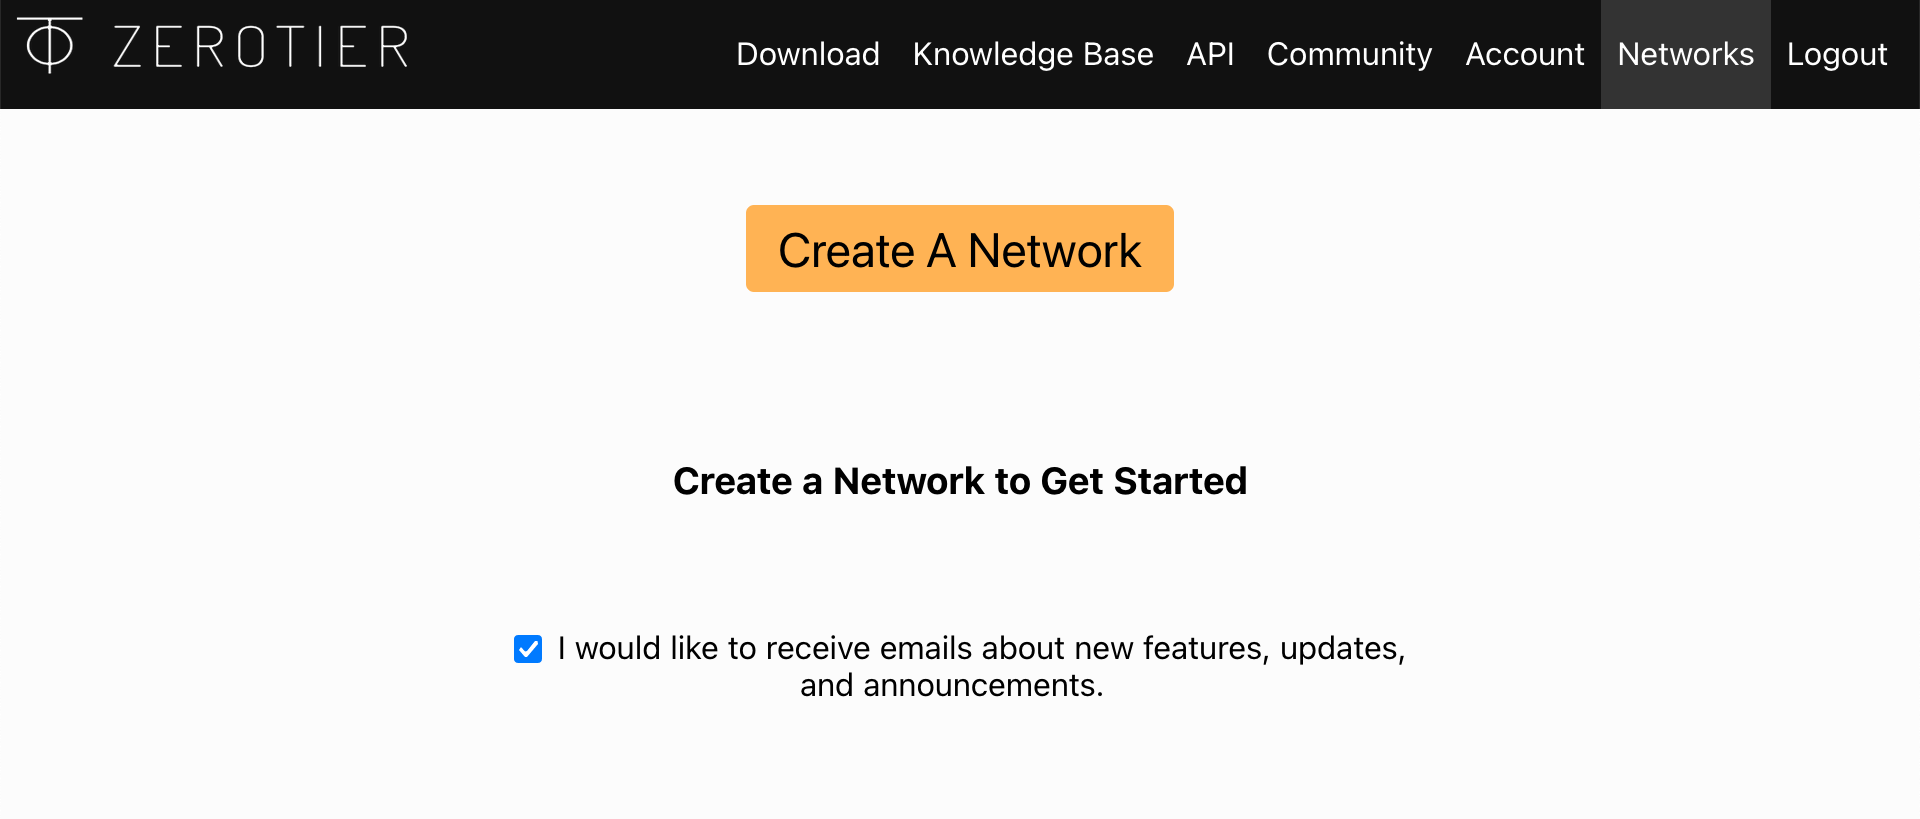 ZEROTIER
Download Knowledge Base API Community Account Networks Logout
Create A Network
Create a Network to Get Started
I would like to receive emails about new features, updates,
and announcements.